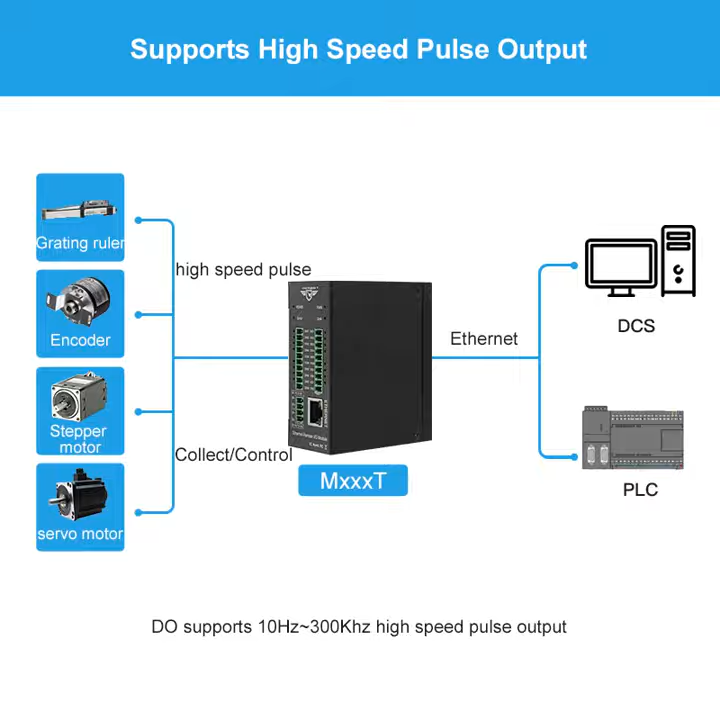 Supports High Speed Pulse Output
Grating ruler
high speed pulse
Encoder
Stepper
motor
Collect/Control
servo motor
MxxxT
Ethernet
DCS
PLC
DO supports 10Hz~300Khz high speed pulse output